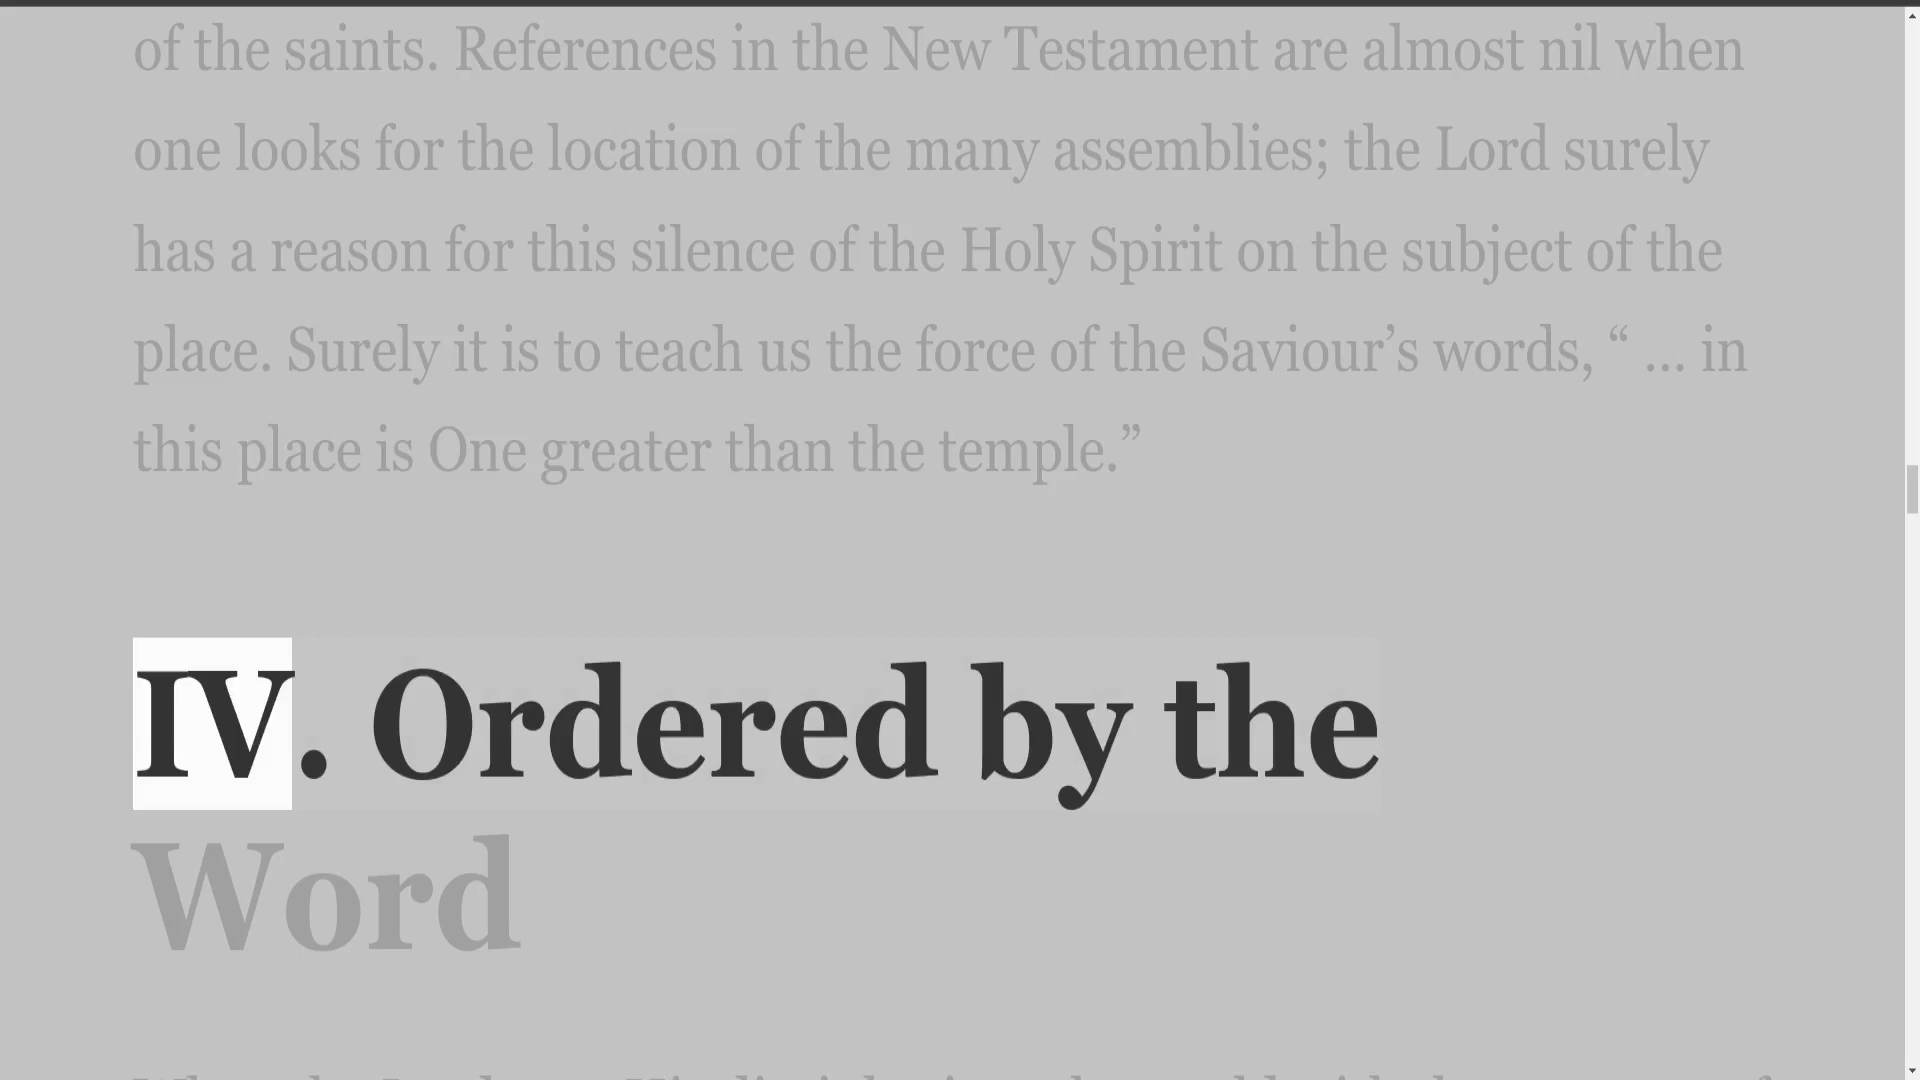 of the saints. References in the New Testament are almost nil when
one looks for the location of the many assemblies; the Lord surely
has a reason for this silence of the Holy Spirit on the subject of the
place. Surely it is to teach us the force of the Saviour’s words, “ ... in
this place is One greater than the temple.”
IV. Ordered by the
Word